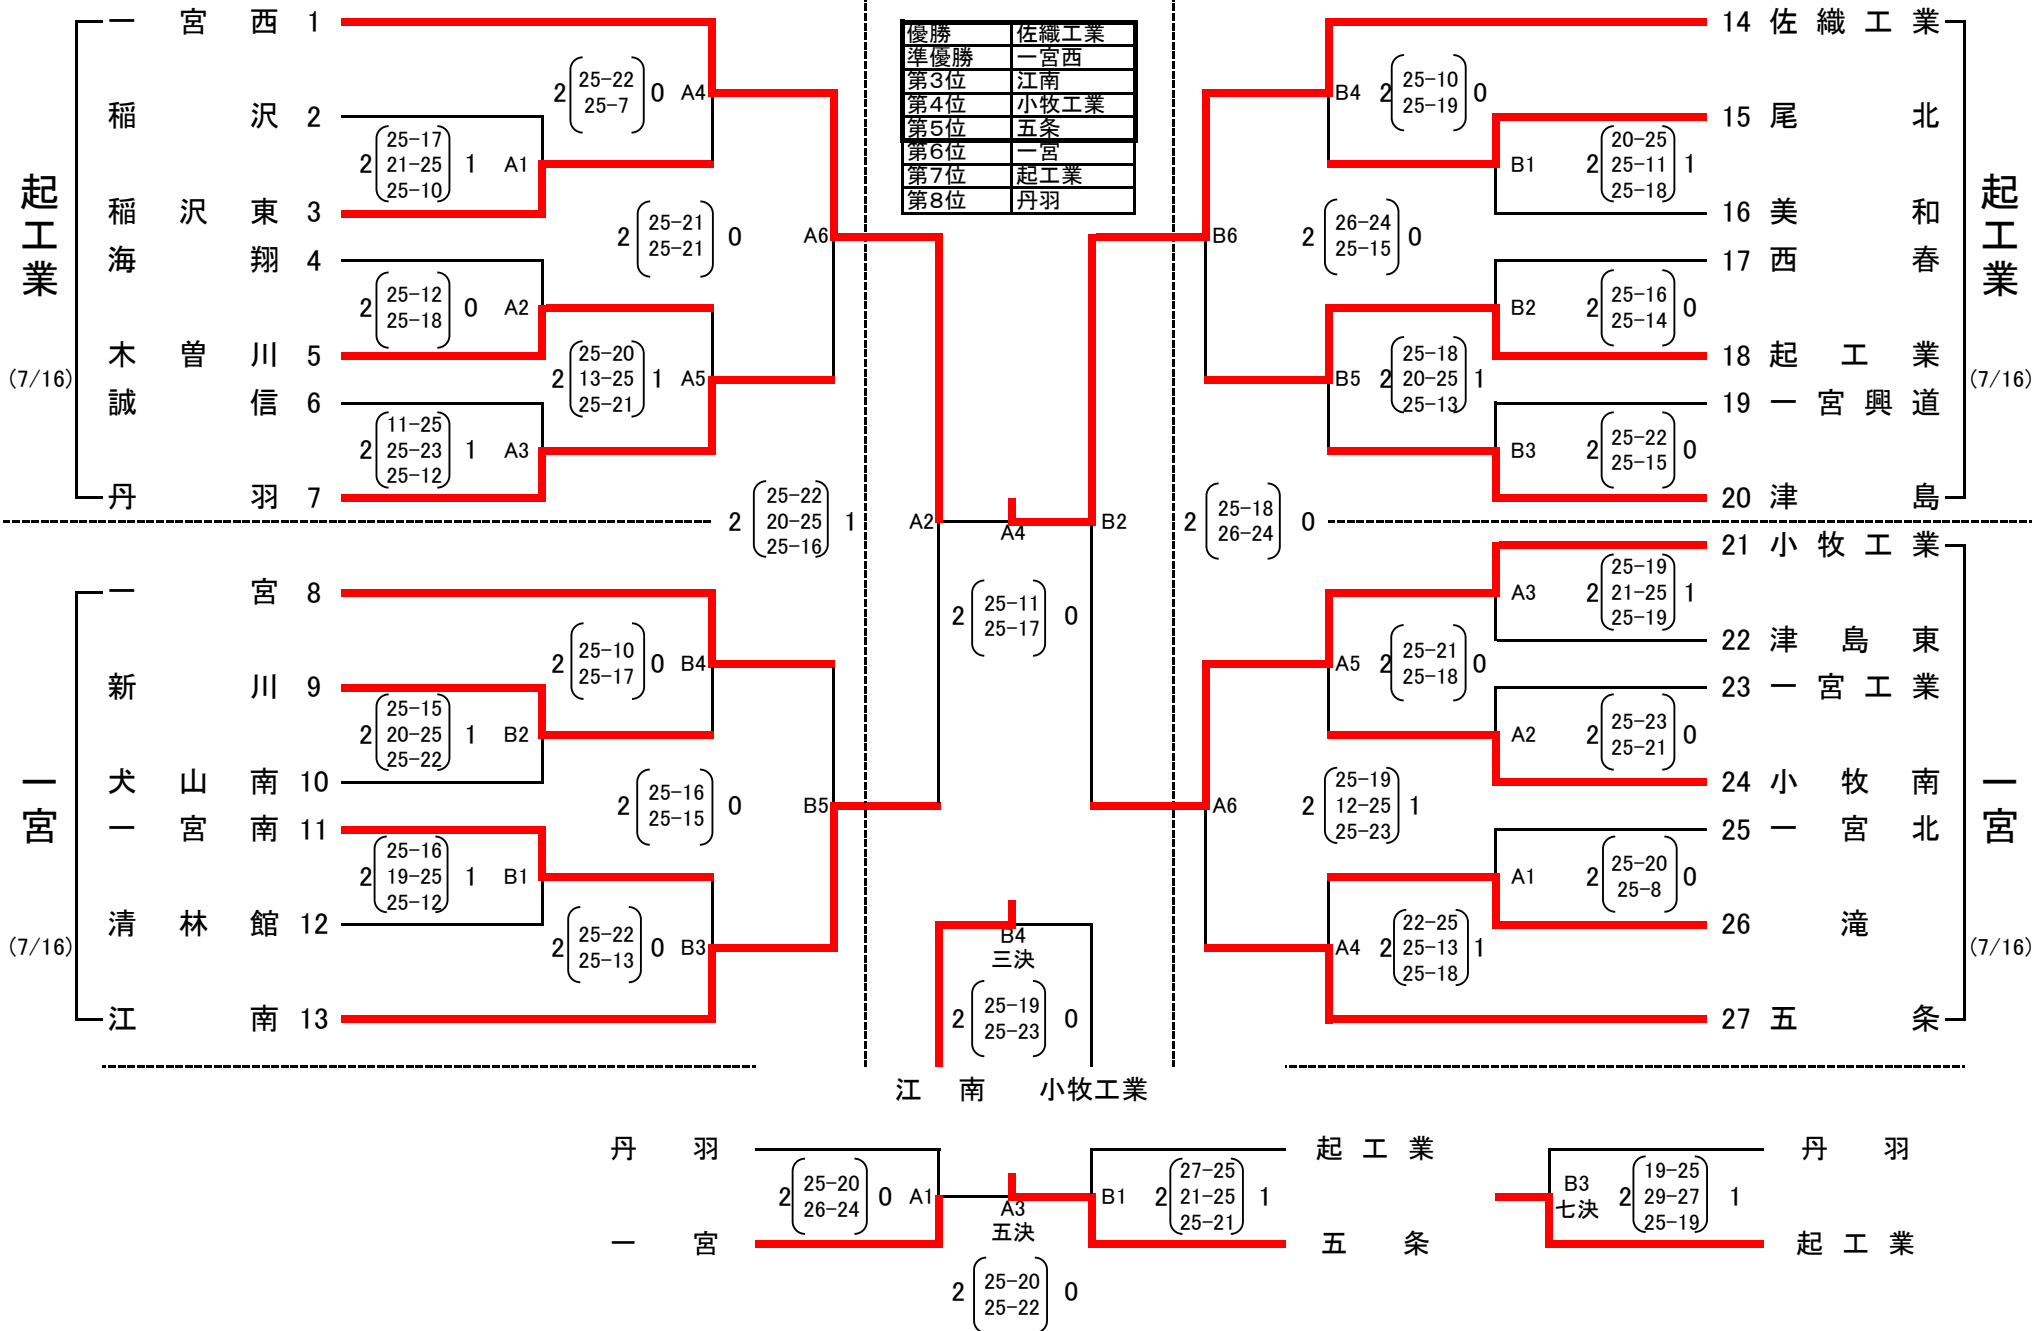 一宮西 1
稲沢 2
稲沢東 3
海翔 4
木曽川 5
誠信 6
丹羽 7
起工業
(7/16)
2 25-22 25-7 0 A4
2 25-17 21-25 25-10 1 A1
2 25-21 25-21 0 A6
2 25-12 25-18 0 A2
2 25-20 13-25 25-21 1 A5
2 11-25 25-23 25-12 1 A3
2 25-22 20-25 25-16 1 A2
一宮 8
新川 9
犬山南 10
一宮南 11
清林館 12
江南 13
一宮
(7/16)
2 25-10 25-17 0 B4
2 25-15 20-25 25-22 1 B2
2 25-16 25-15 0 B5
2 25-16 19-25 25-12 1 B1
2 25-22 25-13 0 B3
優勝 佐織工業
準優勝 一宮西
第3位 江南
第4位 小牧工業
第5位 五条
第6位 一宮
第7位 起工業
第8位 丹羽
A4
2 25-11 25-17 0
B4
三決
2 25-19 25-23 0
江南 小牧工業
14 佐織工業
15 尾北
16 美和
17 西春
18 起工業
19 一宮興道
20 津島
起工業
(7/16)
B4 2 25-10 25-19 0
B1 2 20-25 25-11 25-18 1
B6 2 26-24 25-15 0
B2 2 25-16 25-14 0
B5 2 25-18 20-25 25-13 1
B3 2 25-22 25-15 0
B2 2 25-18 26-24 0
21 小牧工業
22 津島東
23 一宮工業
24 小牧南
25 一宮北
26 滝
27 五条
一宮
(7/16)
A3 2 25-19 21-25 25-19 1
A5 2 25-21 25-18 0
A2 2 25-23 25-21 0
A6 2 25-19 12-25 25-23 1
A1 2 25-20 25-8 0
A4 2 22-25 25-13 25-18 1
丹羽
一宮
2 25-20 26-24 0 A1
A3
五決
2 25-20 25-22 0
B1 2 27-25 21-25 25-21 1
起工業
五条
B3
七決
2 19-25 29-27 25-19 1
丹羽
起工業